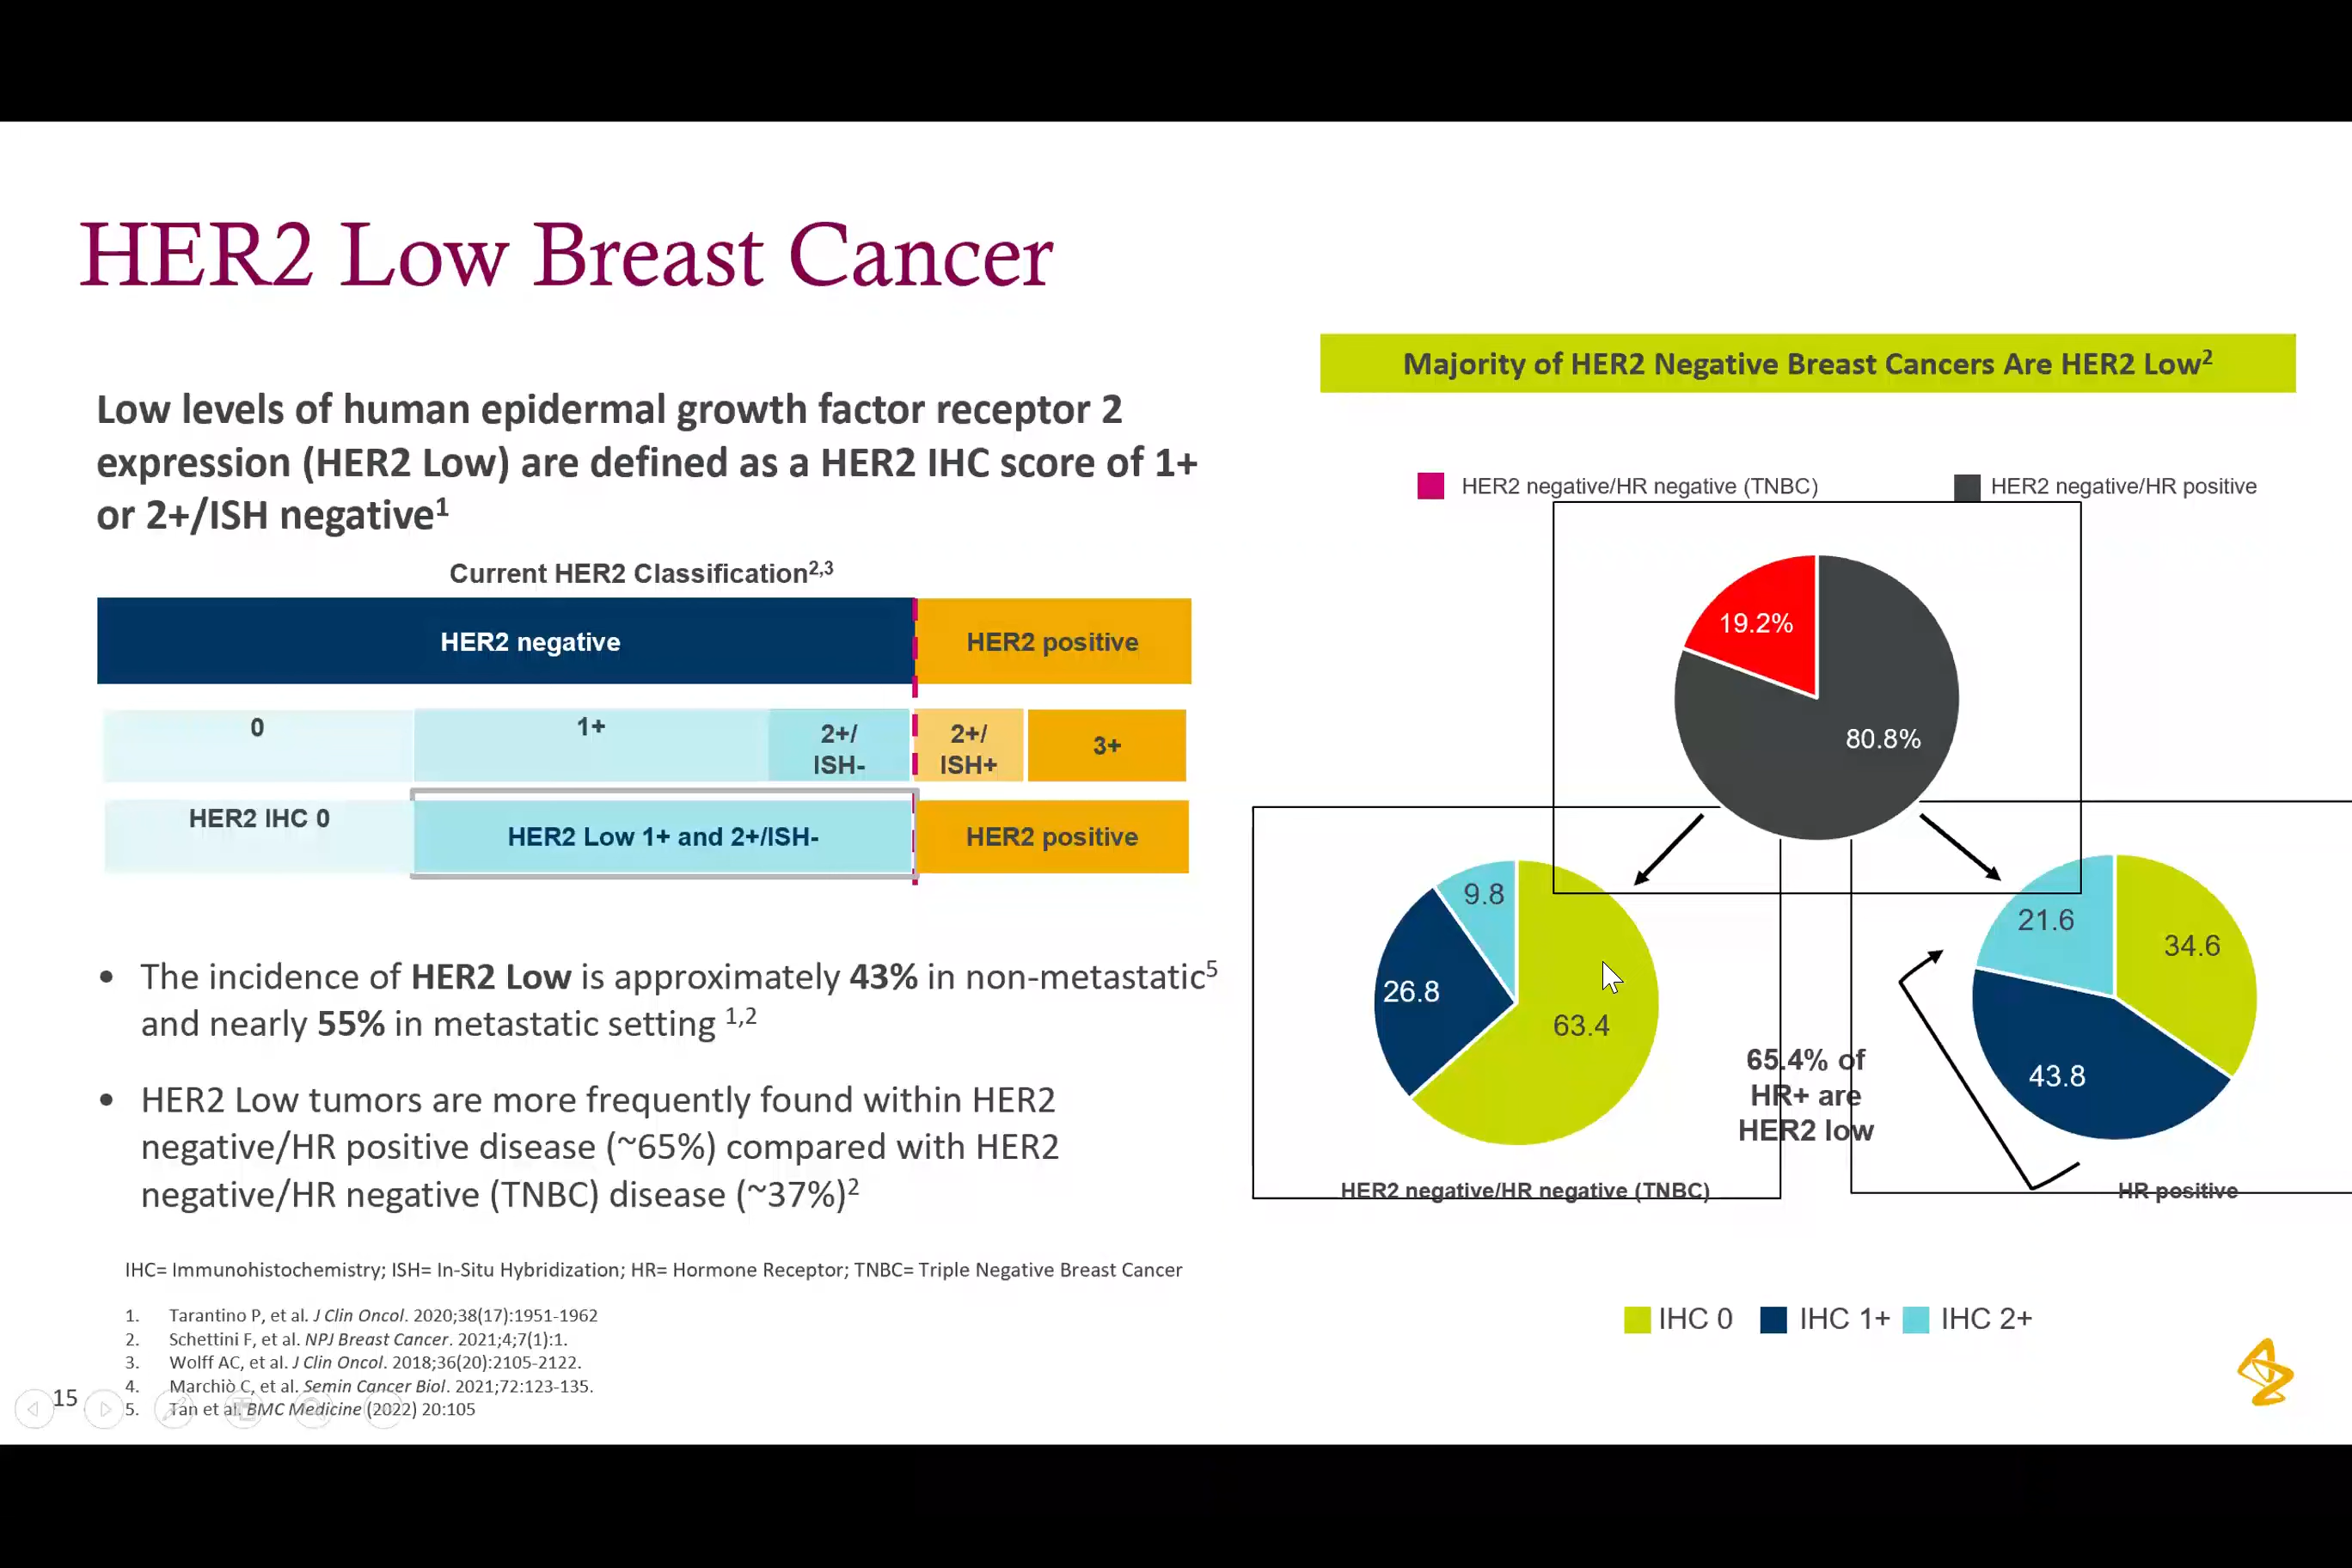 HER2 Low Breast Cancer
Low levels of human epidermal growth factor receptor 2
expression (HER2 Low) are defined as a HER2 IHC score of 1+
or 2+/ISH negative1
Current HER2 Classification2,3
HER2 negative
HER2 positive
0
1+
2+/
ISH-
2+/
ISH+
3+
HER2 IHC 0
HER2 Low 1+ and 2+/ISH-
HER2 positive
• The incidence of HER2 Low is approximately 43% in non-metastatic5
and nearly 55% in metastatic setting 1,2
• HER2 Low tumors are more frequently found within HER2
negative/HR positive disease (~65%) compared with HER2
negative/HR negative (TNBC) disease (~37%)2
Majority of HER2 Negative Breast Cancers Are HER2 Low2
HER2 negative/HR negative (TNBC)
HER2 negative/HR positive
19.2%
80.8%
9.8
26.8
63.4
HER2 negative/HR negative (TNBC)
65.4% of
HR+ are
HER2 low
21.6
34.6
43.8
HR positive
IHC 0
IHC 1+
IHC 2+
IHC= Immunohistochemistry; ISH= In-Situ Hybridization; HR= Hormone Receptor; TNBC= Triple Negative Breast Cancer
1. Tarantino P, et al. J Clin Oncol. 2020;38(17):1951-1962
2. Schettini F, et al. NPJ Breast Cancer. 2021;4;7(1):1.
3. Wolff AC, et al. J Clin Oncol. 2018;36(20):2105-2122.
4. Marchiò C, et al. Semin Cancer Biol. 2021;72:123-135.
5. Tan et al. BMC Medicine (2022) 20:105
15